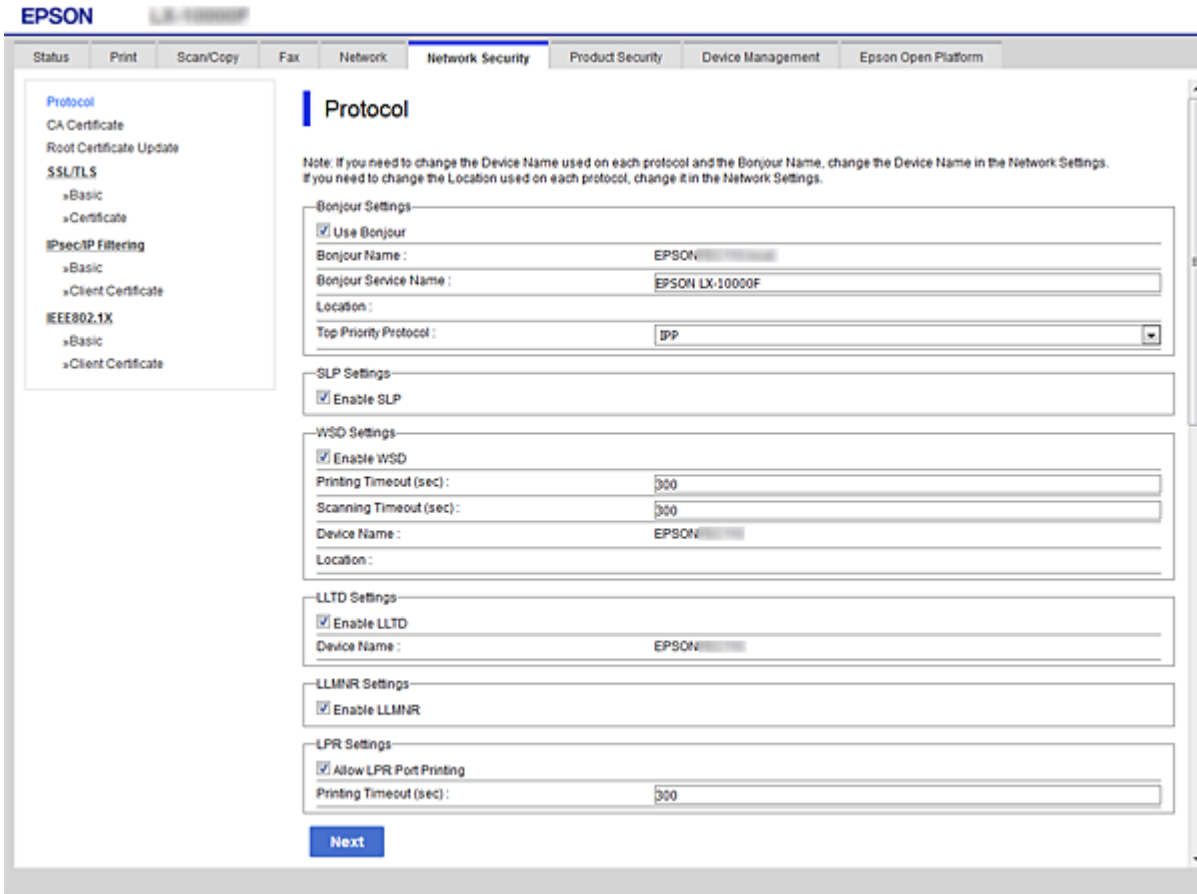 EPSON
Status Print Scan/Copy Fax Network Network Security Product Security Device Management Epson Open Platform
Protocol
CA Certificate
Root Certificate Update
SSL/TLS
»Basic
»Certificate
IPsec/IP Filtering
»Basic
»Client Certificate
IEEE802.1X
»Basic
»Client Certificate
Protocol
Note: If you need to change the Device Name used on each protocol and the Bonjour Name, change the Device Name in the Network Settings.
If you need to change the Location used on each protocol, change it in the Network Settings.
Bonjour Settings
Use Bonjour
Bonjour Name : EPSON
Bonjour Service Name : EPSON LX-10000F
Location :
Top Priority Protocol : IPP
SLP Settings
Enable SLP
WSD Settings
Enable WSD
Printing Timeout (sec) : 300
Scanning Timeout (sec) : 300
Device Name : EPSON
Location :
LLTD Settings
Enable LLTD
Device Name : EPSON
LLMNR Settings
Enable LLMNR
LPR Settings
Allow LPR Port Printing
Printing Timeout (sec) : 300
Next